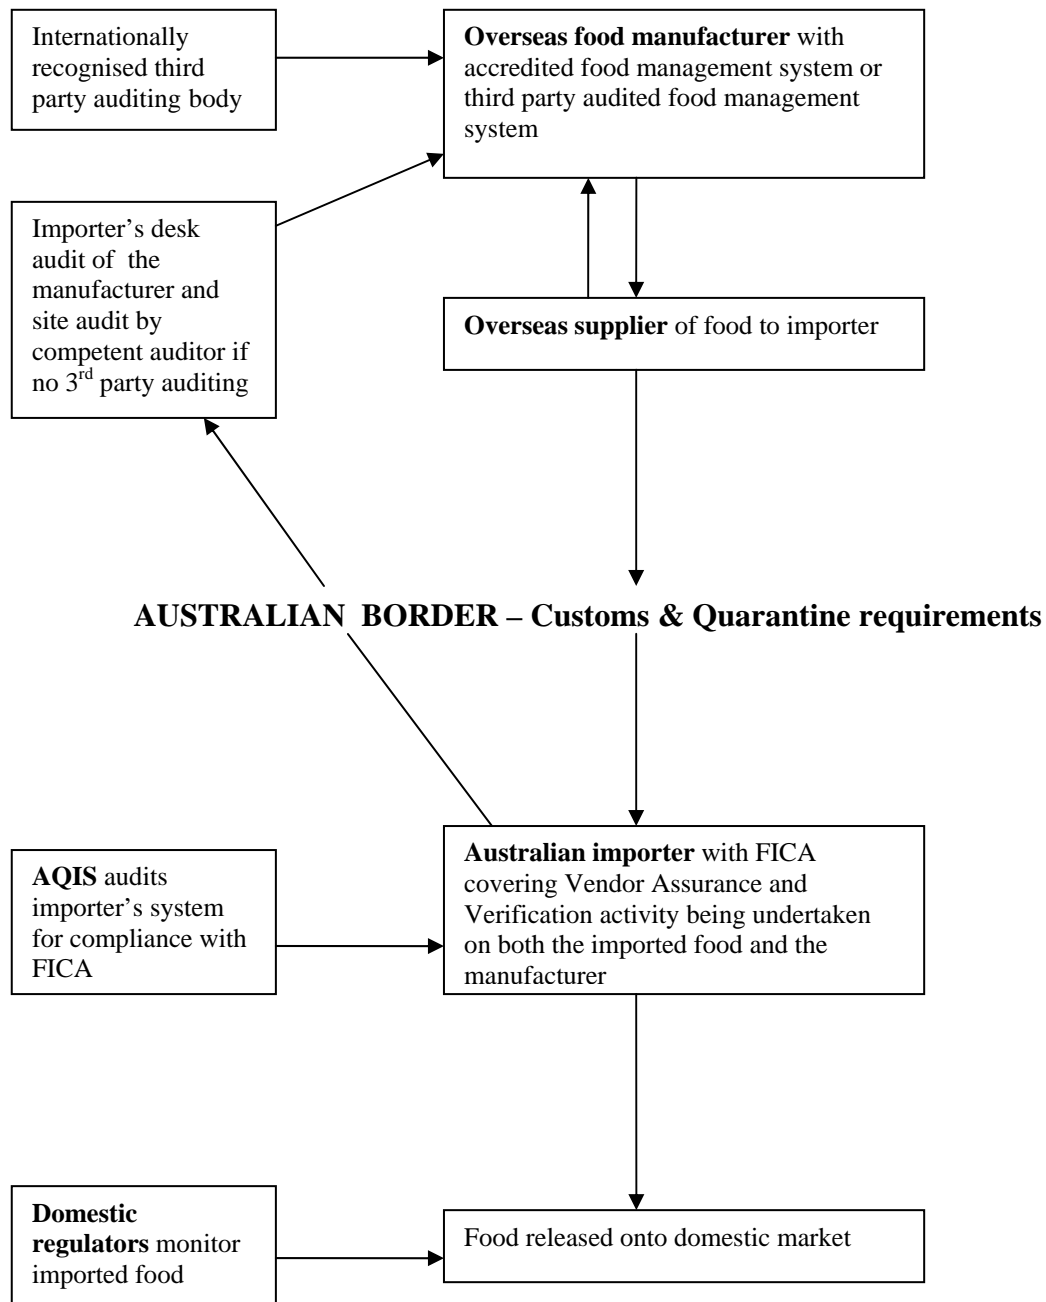 Internationally
recognised third
party auditing body
Overseas food manufacturer with
accredited food management system or
third party audited food management
system
Importer’s desk
audit of  the
manufacturer and
site audit by
competent auditor if
no 3rd party auditing
Overseas supplier of food to importer
AUSTRALIAN  BORDER – Customs & Quarantine requirements
AQIS audits
importer’s system
for compliance with
FICA
Australian importer with FICA
covering Vendor Assurance and
Verification activity being undertaken
on both the imported food and the
manufacturer
Domestic
regulators monitor
imported food
Food released onto domestic market